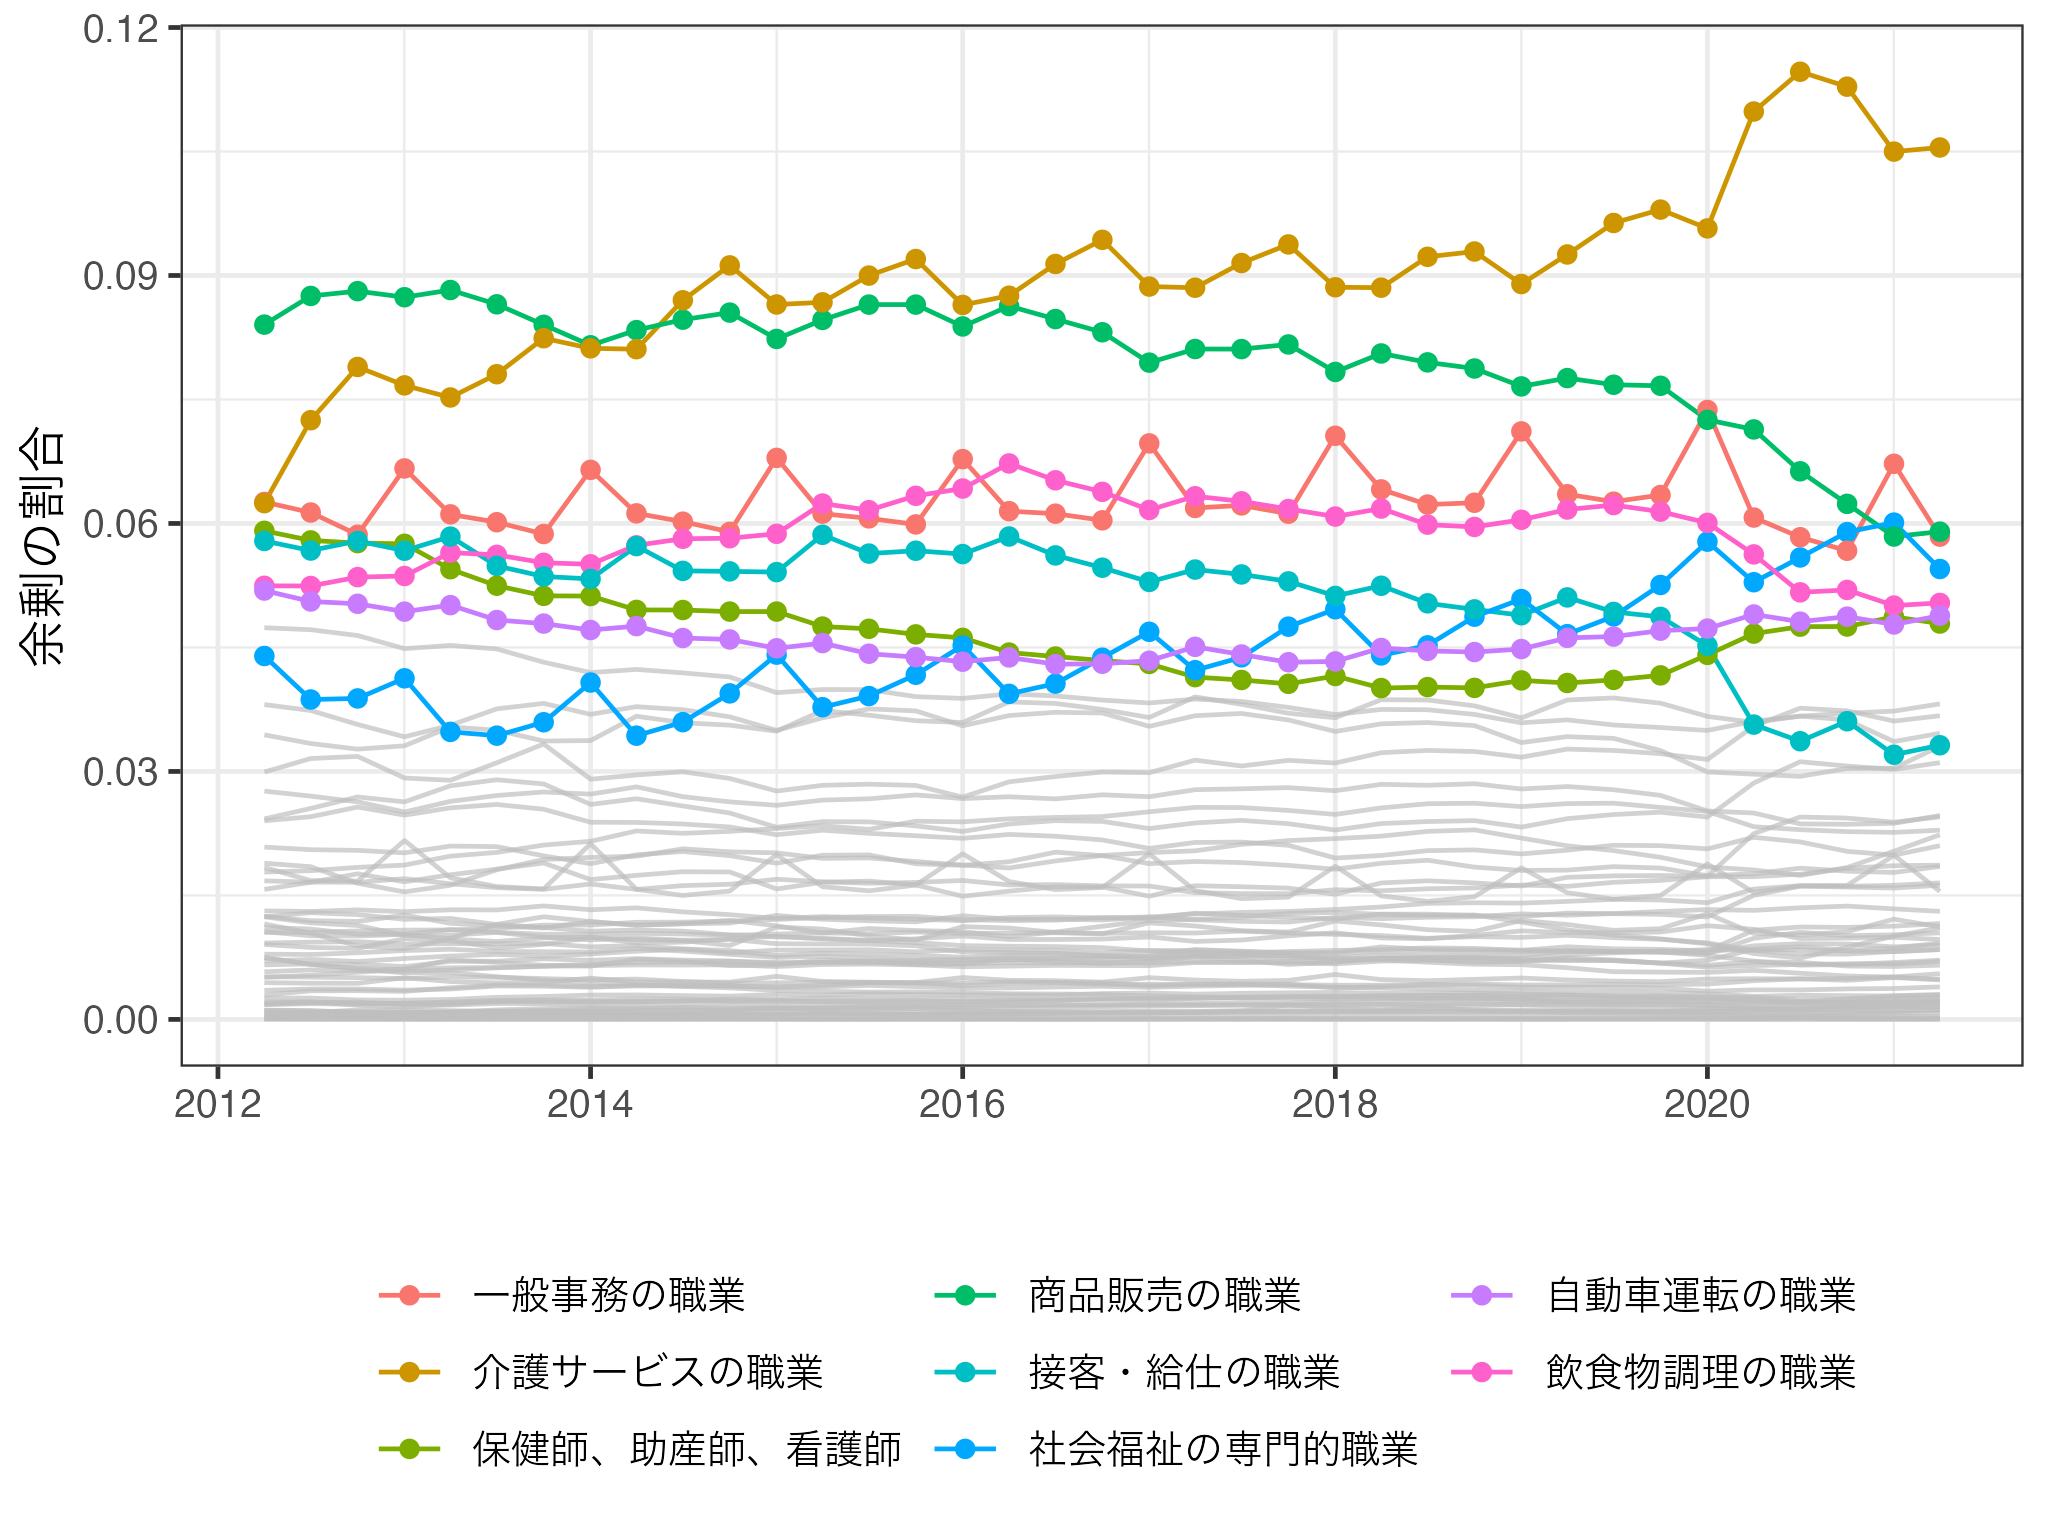 0.12
0.09
0.06
0.03
0.00
余剰の割合
2012 2014 2016 2018 2020
一般事務の職業 商品販売の職業 自動車運転の職業
介護サービスの職業 接客・給仕の職業 飲食物調理の職業
保健師、助産師、看護師 社会福祉の専門的職業